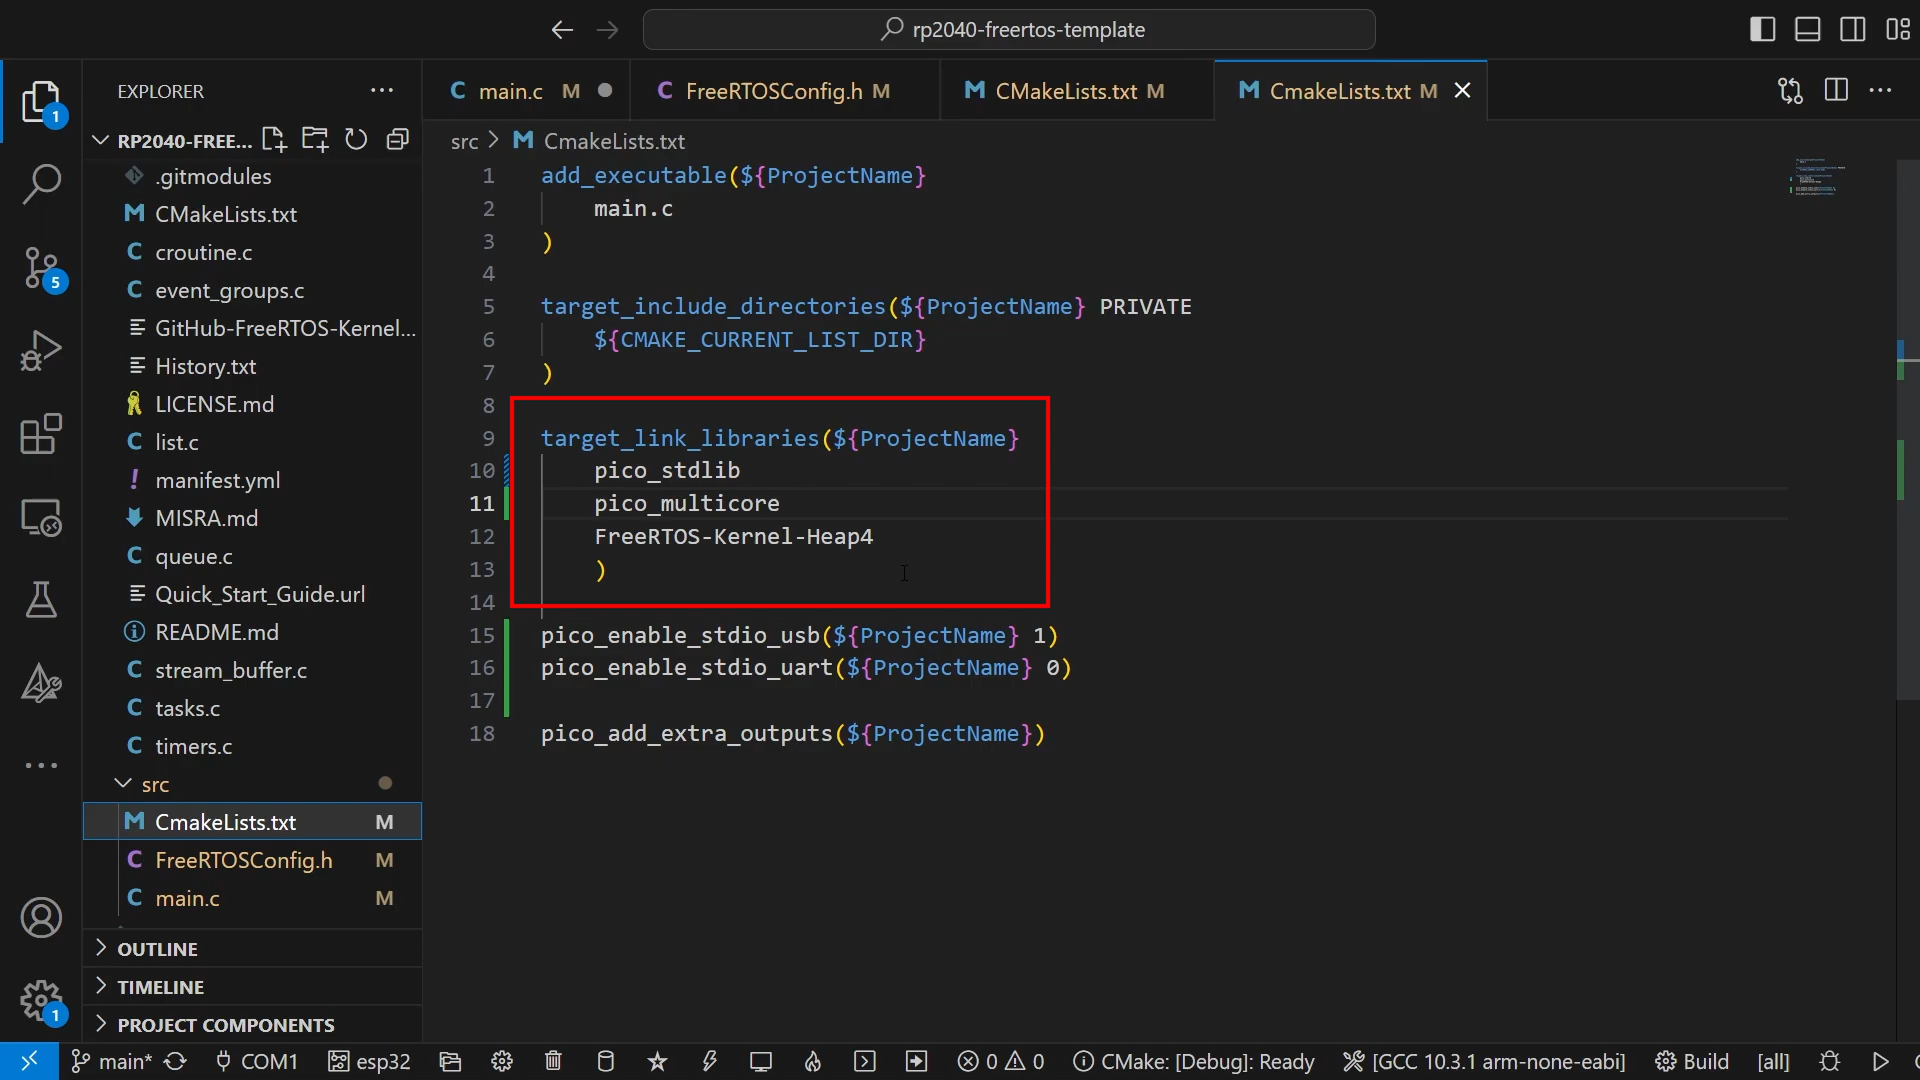 rp2040-freertos-template
EXPLORER
RP2040-FREE...
.gitmodules
CMakeLists.txt
croutine.c
event_groups.c
GitHub-FreeRTOS-Kernel...
History.txt
LICENSE.md
list.c
manifest.yml
MISRA.md
queue.c
Quick_Start_Guide.url
README.md
stream_buffer.c
tasks.c
timers.c
src
CmakeLists.txt M
FreeRTOSConfig.h M
main.c M
OUTLINE
TIMELINE
PROJECT COMPONENTS
1
5
1
main.c M
FreeRTOSConfig.h M
CMakeLists.txt M
CmakeLists.txt M
src > CmakeLists.txt
1 add_executable(${ProjectName}
2 main.c
3 )
4
5 target_include_directories(${ProjectName} PRIVATE
6 ${CMAKE_CURRENT_LIST_DIR}
7 )
8
9 target_link_libraries(${ProjectName}
10 pico_stdlib
11 pico_multicore
12 FreeRTOS-Kernel-Heap4
13 )
14
15 pico_enable_stdio_usb(${ProjectName} 1)
16 pico_enable_stdio_uart(${ProjectName} 0)
17
18 pico_add_extra_outputs(${ProjectName})
main* COM1 esp32 0 0 CMake: [Debug]: Ready [GCC 10.3.1 arm-none-eabi] Build [all]